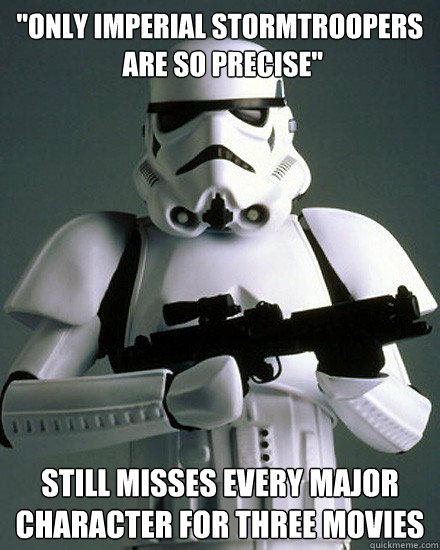 "ONLY IMPERIAL STORMTROOPERS
ARE SO PRECISE"
STILL MISSES EVERY MAJOR
CHARACTER FOR THREE MOVIES
quickmeme.com